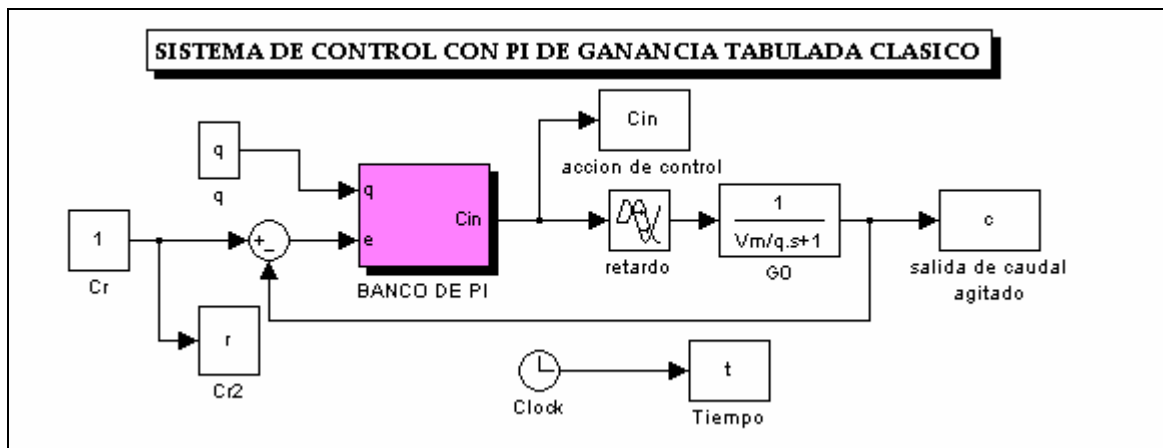 SISTEMA DE CONTROL CON PI DE GANANCIA TABULADA CLASICO
Cin
accion de control
q
q
q
e
Cin
BANCO DE PI
retardo
1
Vm/q.s+1
G0
c
salida de caudal
agitado
1
Cr
+
−
r
Cr2
Clock
t
Tiempo